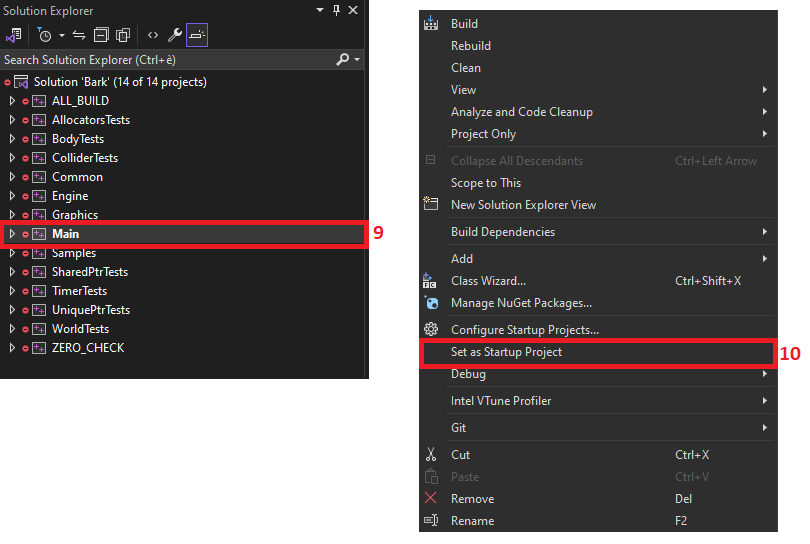 Solution Explorer
Search Solution Explorer (Ctrl+è)
Solution 'Bark' (14 of 14 projects)
ALL_BUILD
AllocatorsTests
BodyTests
ColliderTests
Common
Engine
Graphics
Main 9
Samples
SharedPtrTests
TimerTests
UniquePtrTests
WorldTests
ZERO_CHECK
Build
Rebuild
Clean
View
Analyze and Code Cleanup
Project Only
Collapse All Descendants Ctrl+Left Arrow
Scope to This
New Solution Explorer View
Build Dependencies
Add
Class Wizard... Ctrl+Shift+X
Manage NuGet Packages...
Configure Startup Projects...
Set as Startup Project 10
Debug
Intel VTune Profiler
Git
Cut Ctrl+X
Paste Ctrl+V
Remove Del
Rename F2